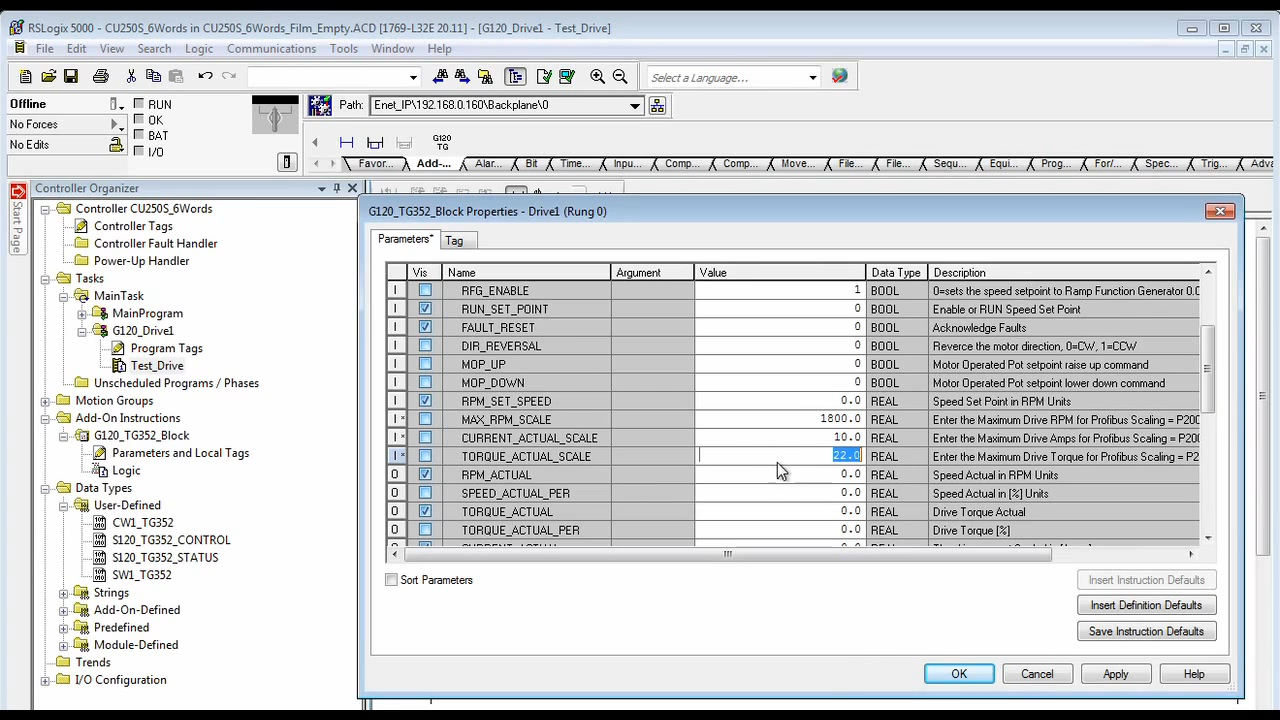 RSLogix 5000 - CU250S_6Words in CU250S_6Words_Film_Empty.ACD [1769-L32E 20.11] - [G120_Drive1 - Test_Drive]
File Edit View Search Logic Communications Tools Window Help
Select a Language...
Offline RUN Path: Enet_IP\192.168.0.160\Backplane\0
No Forces OK
No Edits BAT
I/O
G120
TG
Favor... Add-... Alar... Bit Time... Inpu... Comp... Comp... Move... File... File... Sequ... Equi... Prog... For/... Spec... Trig... Adva
Start Page
Controller Organizer
Controller CU250S_6Words
Controller Tags
Controller Fault Handler
Power-Up Handler
Tasks
MainTask
MainProgram
G120_Drive1
Program Tags
Test_Drive
Unscheduled Programs / Phases
Motion Groups
Add-On Instructions
G120_TG352_Block
Parameters and Local Tags
Logic
Data Types
User-Defined
CW1_TG352
S120_TG352_CONTROL
S120_TG352_STATUS
SW1_TG352
Strings
Add-On-Defined
Predefined
Module-Defined
Trends
I/O Configuration
G120_TG352_Block Properties - Drive1 (Rung 0)
Parameters* Tag
Vis Name Argument Value Data Type Description
I RFG_ENABLE 1 BOOL 0=sets the speed setpoint to Ramp Function Generator 0.0
I RUN_SET_POINT 0 BOOL Enable or RUN Speed Set Point
I FAULT_RESET 0 BOOL Acknowledge Faults
I DIR_REVERSAL 0 BOOL Reverce the motor direction, 0=CW, 1=CCW
I MOP_UP 0 BOOL Motor Operated Pot setpoint raise up command
I MOP_DOWN 0 BOOL Motor Operated Pot setpoint lower down command
I RPM_SET_SPEED 0.0 REAL Speed Set Point in RPM Units
I * MAX_RPM_SCALE 1800.0 REAL Enter the Maximum Drive RPM for Profibus Scaling = P200
I * CURRENT_ACTUAL_SCALE 10.0 REAL Enter the Maximum Drive Amps for Profibus Scaling = P200
I * TORQUE_ACTUAL_SCALE 22.0 REAL Enter the Maximum Drive Torque for Profibus Scaling = P2
O RPM_ACTUAL 0.0 REAL Speed Actual in RPM Units
O SPEED_ACTUAL_PER 0.0 REAL Speed Actual in [%] Units
O TORQUE_ACTUAL 0.0 REAL Drive Torque Actual
O TORQUE_ACTUAL_PER 0.0 REAL Drive Torque [%]
Sort Parameters
Insert Instruction Defaults
Insert Definition Defaults
Save Instruction Defaults
OK Cancel Apply Help